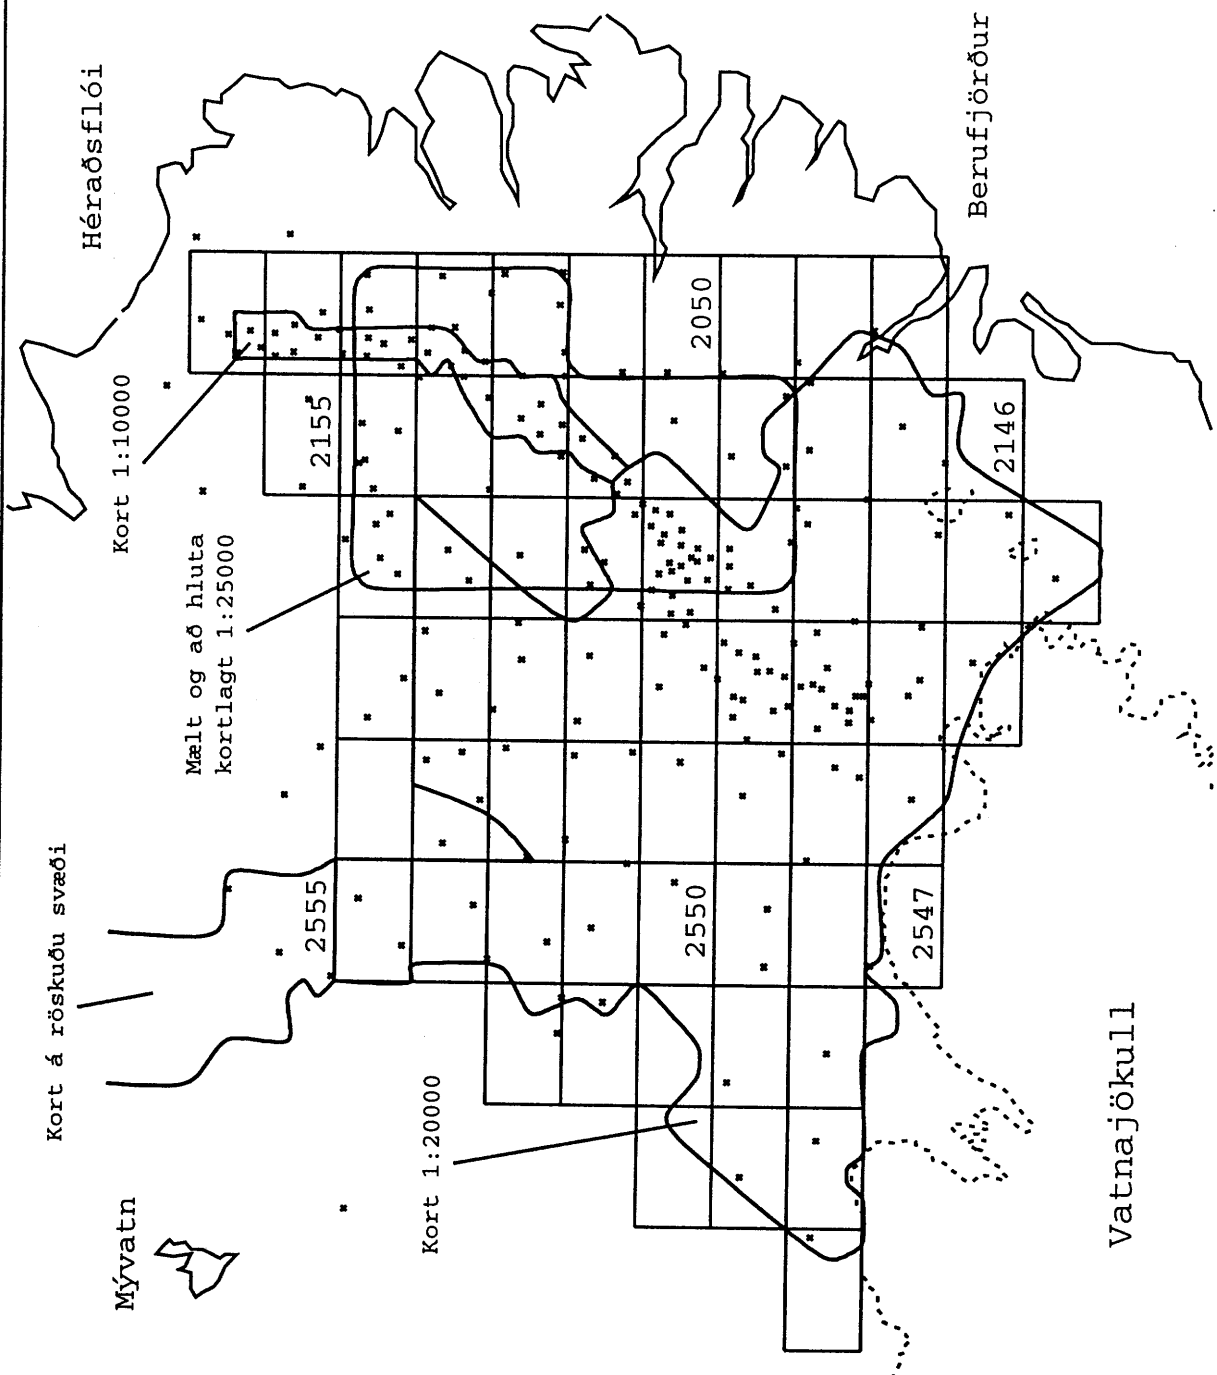 Héraðsflói
Kort 1:10000
Mælt og að hluta
kortlagt 1:25000
Kort á röskuðu svæði
Mývatn
Kort 1:20000
Vatnajökull
Berufjörður
2155
2050
2146
2555
2550
2547